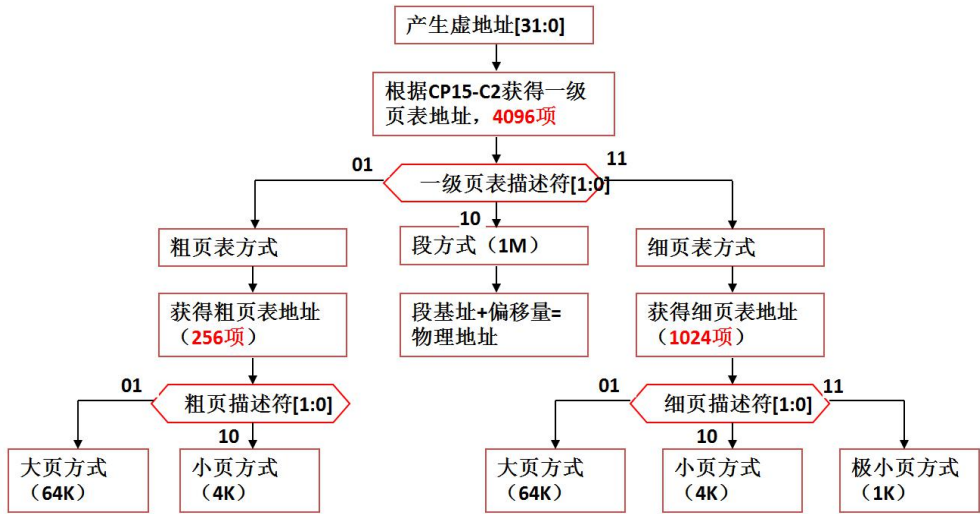 产生虚地址[31:0]
根据CP15-C2获得一级
页表地址，4096项
01
11
一级页表描述符[1:0]
10
粗页表方式
段方式（1M）
细页表方式
获得粗页表地址
（256项）
段基址+偏移量=
物理地址
获得细页表地址
（1024项）
01
粗页描述符[1:0]
10
01
细页描述符[1:0]
11
10
大页方式
（64K）
小页方式
（4K）
大页方式
（64K）
小页方式
（4K）
极小页方式
（1K）